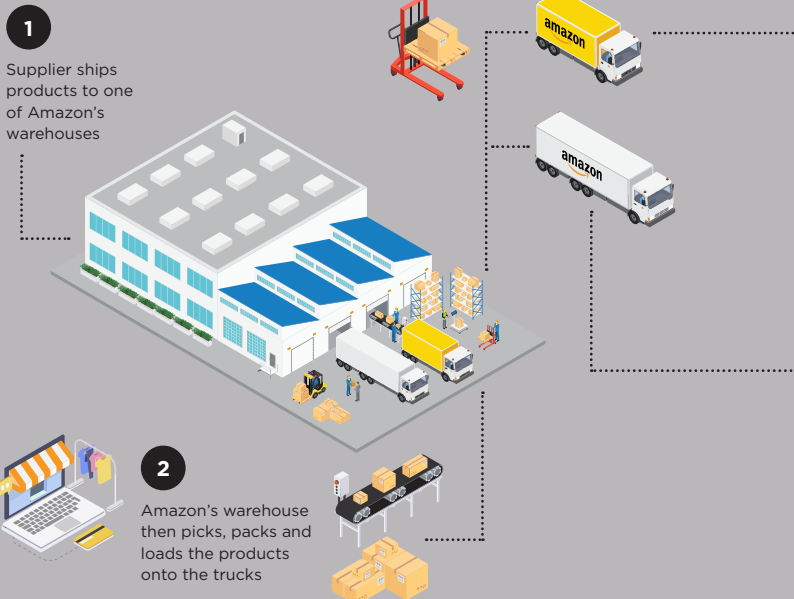 1
Supplier ships
products to one
of Amazon's
warehouses
amazon
amazon
2
Amazon's warehouse
then picks, packs and
loads the products
onto the trucks